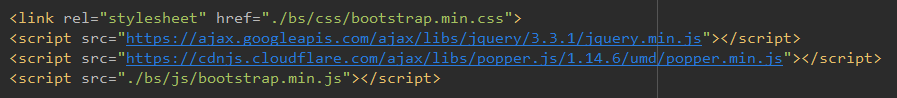 <link rel="stylesheet" href="./bs/css/bootstrap.min.css">
<script src="https://ajax.googleapis.com/ajax/libs/jquery/3.3.1/jquery.min.js"></script>
<script src="https://cdnjs.cloudflare.com/ajax/libs/popper.js/1.14.6/umd/popper.min.js"></script>
<script src="./bs/js/bootstrap.min.js"></script>